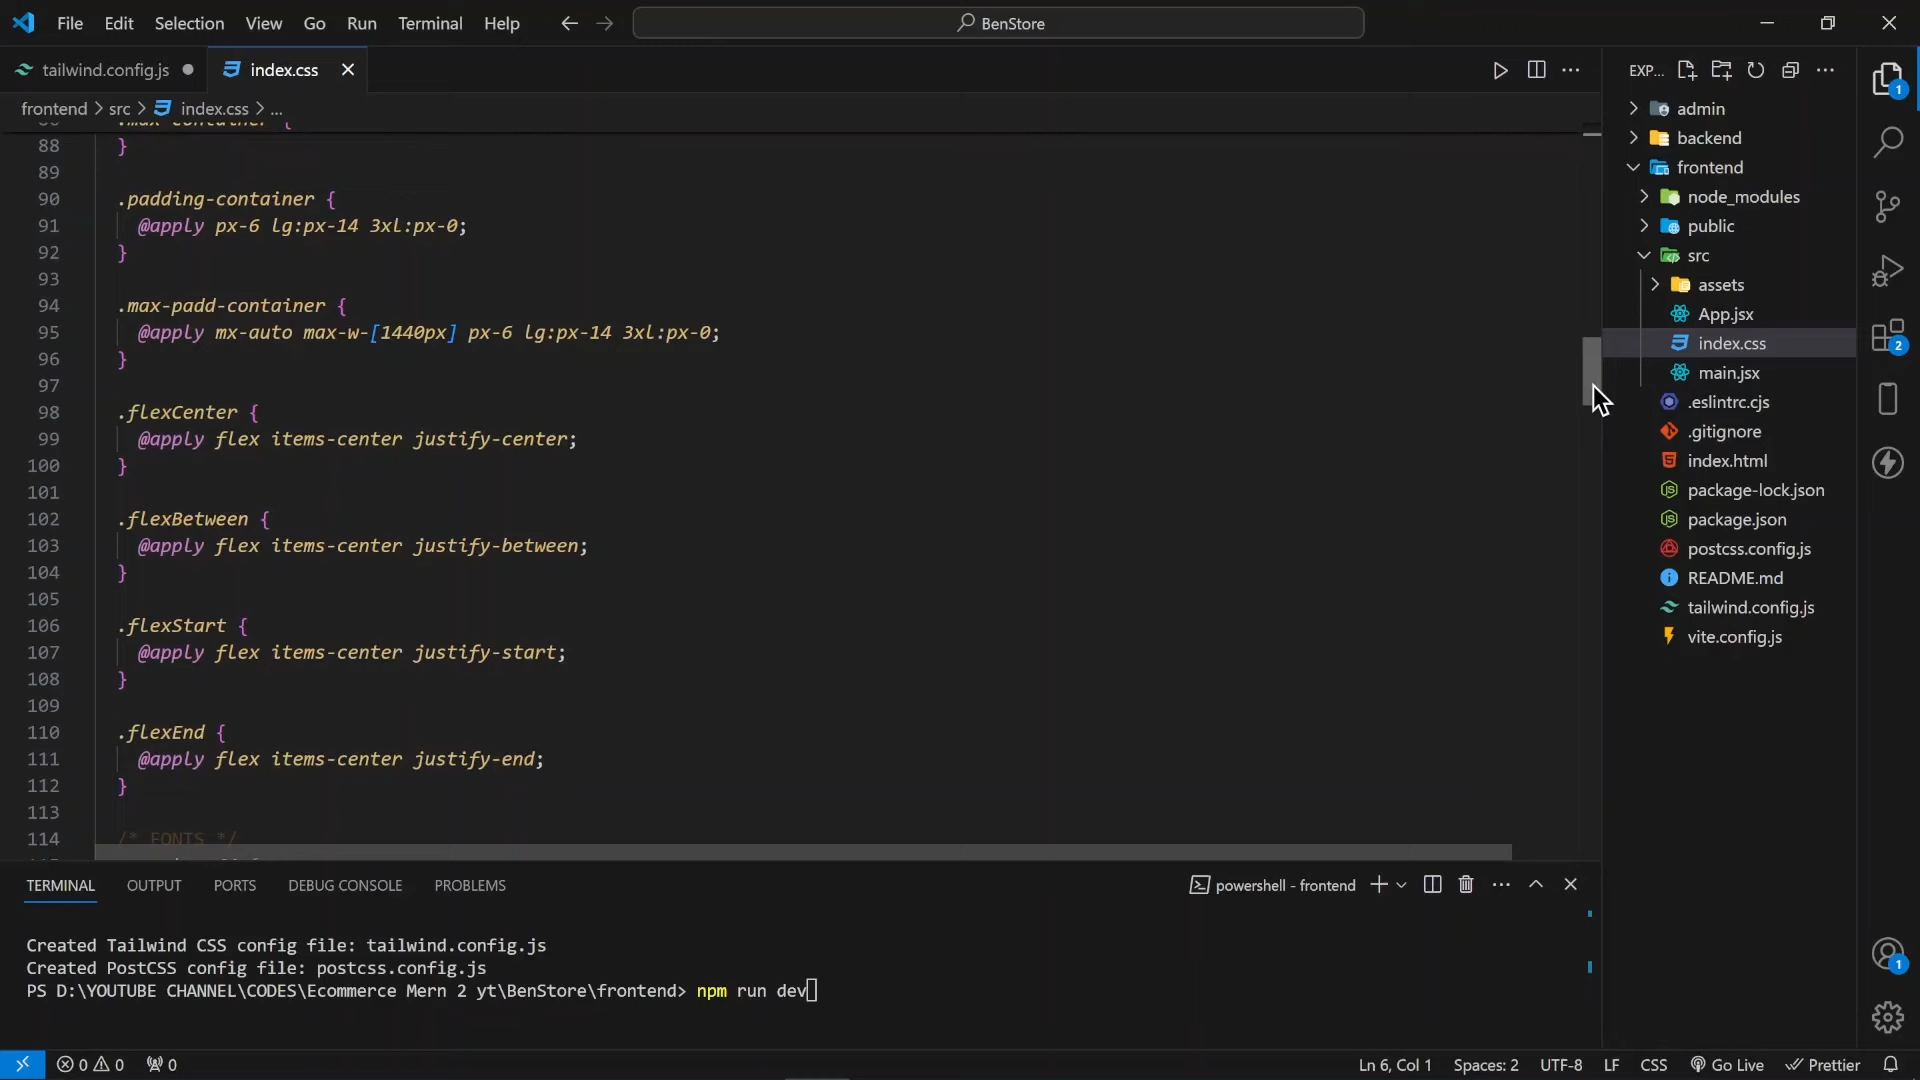 File Edit Selection View Go Run Terminal Help
BenStore
tailwind.config.js
index.css
frontend > src > index.css > ...
.max-container {
88 }
89
90 .padding-container {
91 @apply px-6 lg:px-14 3xl:px-0;
92 }
93
94 .max-padd-container {
95 @apply mx-auto max-w-[1440px] px-6 lg:px-14 3xl:px-0;
96 }
97
98 .flexCenter {
99 @apply flex items-center justify-center;
100 }
101
102 .flexBetween {
103 @apply flex items-center justify-between;
104 }
105
106 .flexStart {
107 @apply flex items-center justify-start;
108 }
109
110 .flexEnd {
111 @apply flex items-center justify-end;
112 }
113
114 /* FONTS */
TERMINAL OUTPUT PORTS DEBUG CONSOLE PROBLEMS
powershell - frontend
Created Tailwind CSS config file: tailwind.config.js
Created PostCSS config file: postcss.config.js
PS D:\YOUTUBE CHANNEL\CODES\Ecommerce Mern 2 yt\BenStore\frontend> npm run dev
EXP...
admin
backend
frontend
node_modules
public
src
assets
App.jsx
index.css
main.jsx
.eslintrc.cjs
.gitignore
index.html
package-lock.json
package.json
postcss.config.js
README.md
tailwind.config.js
vite.config.js
1
2
1
0 0 0
Ln 6, Col 1 Spaces: 2 UTF-8 LF CSS Go Live Prettier